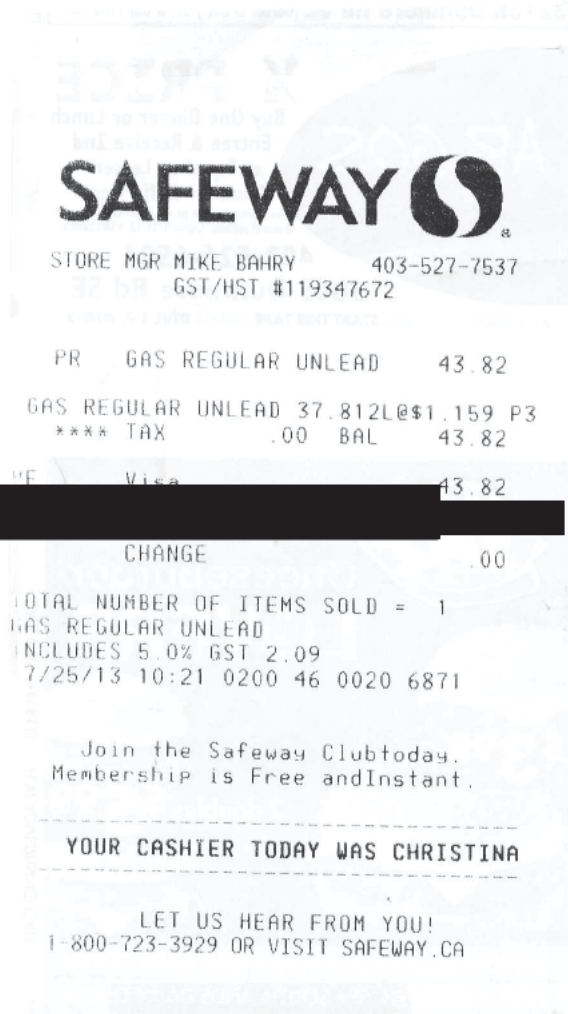 SAFEWAY
STORE MGR MIKE BAHRY 403-527-7537
GST/HST #119347672
PR GAS REGULAR UNLEAD 43.82
GAS REGULAR UNLEAD 37.812L@$1.159 P3
**** TAX .00 BAL 43.82
Visa 43.82
CHANGE .00
TOTAL NUMBER OF ITEMS SOLD = 1
GAS REGULAR UNLEAD
INCLUDES 5.0% GST 2.09
7/25/13 10:21 0200 46 0020 6871
Join the Safeway Clubtoday.
Membership is Free andInstant.
YOUR CASHIER TODAY WAS CHRISTINA
LET US HEAR FROM YOU!
1-800-723-3929 OR VISIT SAFEWAY.CA